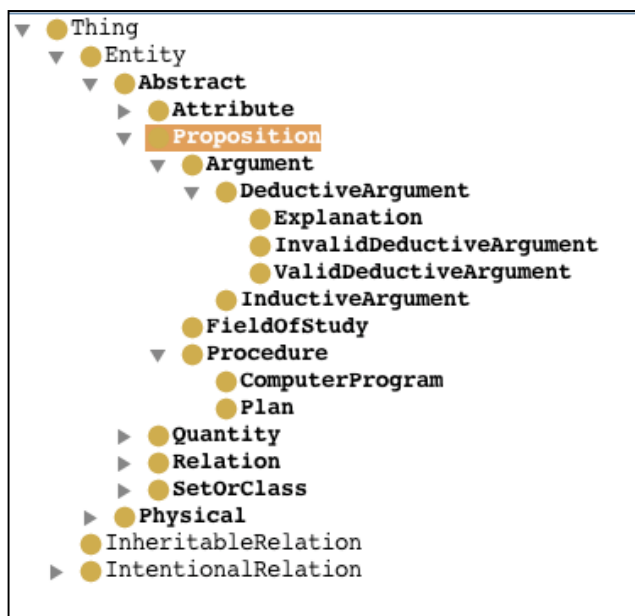 Thing
Entity
Abstract
Attribute
Proposition
Argument
DeductiveArgument
Explanation
InvalidDeductiveArgument
ValidDeductiveArgument
InductiveArgument
FieldOfStudy
Procedure
ComputerProgram
Plan
Quantity
Relation
SetOrClass
Physical
InheritableRelation
IntentionalRelation